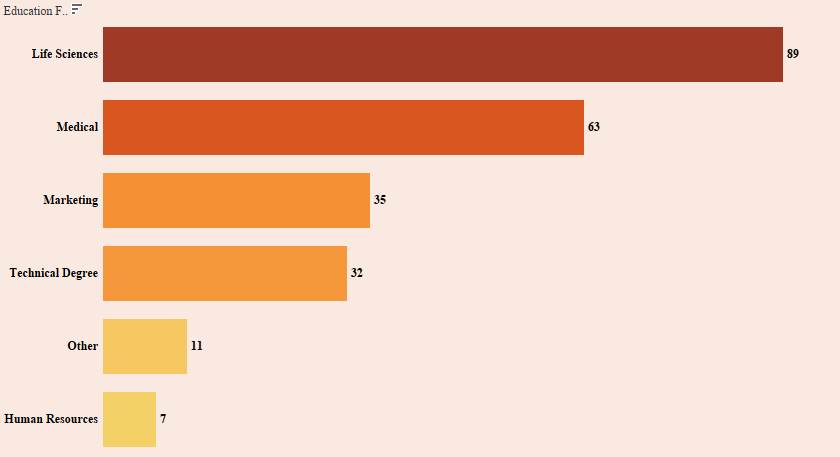 Education F..
Life Sciences 89
Medical 63
Marketing 35
Technical Degree 32
Other 11
Human Resources 7